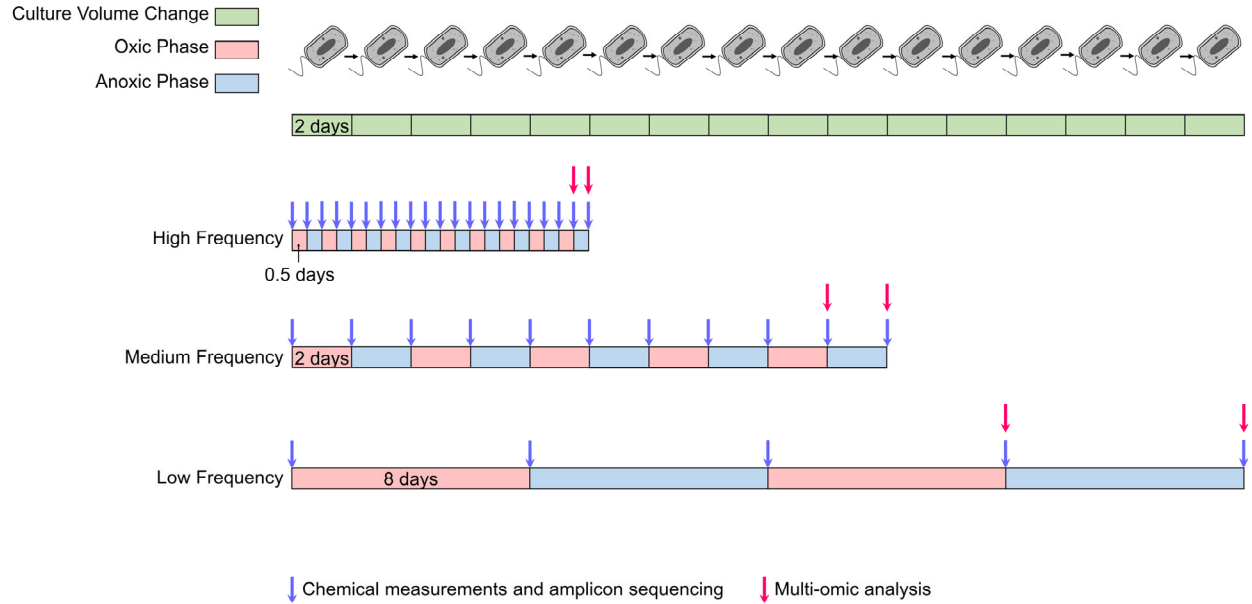 Culture Volume Change
Oxic Phase
Anoxic Phase
2 days
High Frequency
0.5 days
Medium Frequency
2 days
Low Frequency
8 days
Chemical measurements and amplicon sequencing
Multi-omic analysis